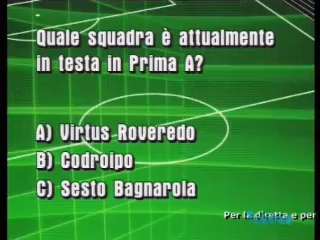 Quale squadra è attualmente
in testa in Prima A?
A) Virtus Roveredo
B) Codroipo
C) Sesto Bagnarola
Per la diretta e per